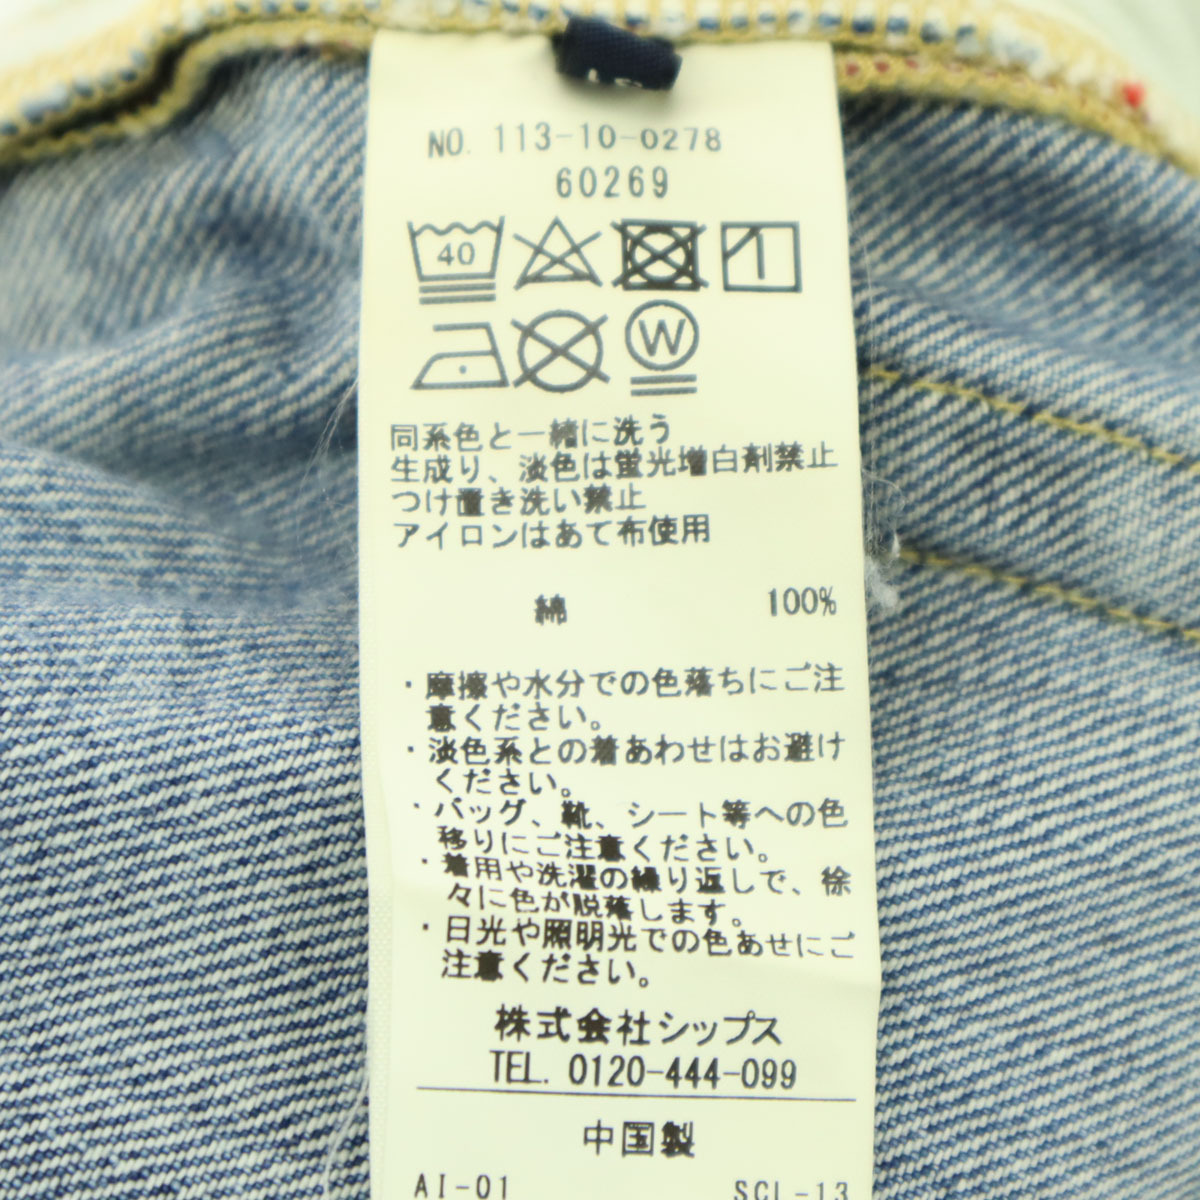 NO. 113-10-0278
60269
40
W
同系色と一緒に洗う
生成り、淡色は蛍光増白剤禁止
つけ置き洗い禁止
アイロンはあて布使用
綿 100%
・摩擦や水分での色落ちにご注
意ください。
・淡色系との着あわせはお避け
ください。
・バッグ、靴、シート等への色
移りにご注意ください。
・着用や洗濯の繰り返しで、徐
々に色が脱落します。
・日光や照明光での色あせにご
注意ください。
株式会社シップス
TEL. 0120-444-099
中国製
AI-01 SCL-13